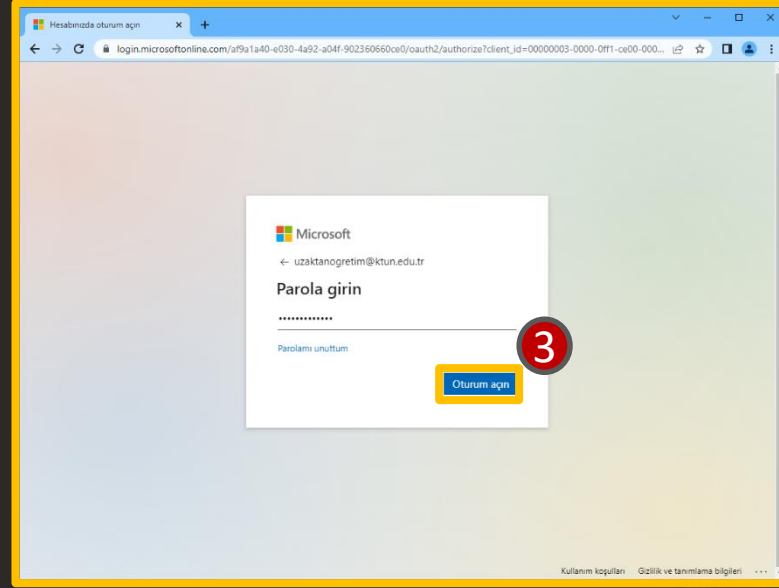 Hesabınızda oturum açın
login.microsoftonline.com/af9a1a40-e030-4a92-a04f-902360660ce0/oauth2/authorize?client_id=00000003-0000-0ff1-ce00-000...
Microsoft
← uzaktanogretim@ktun.edu.tr
Parola girin
•••••••••••••
Parolamı unuttum
3
Oturum açın
Kullanım koşulları Gizlilik ve tanımlama bilgileri ...